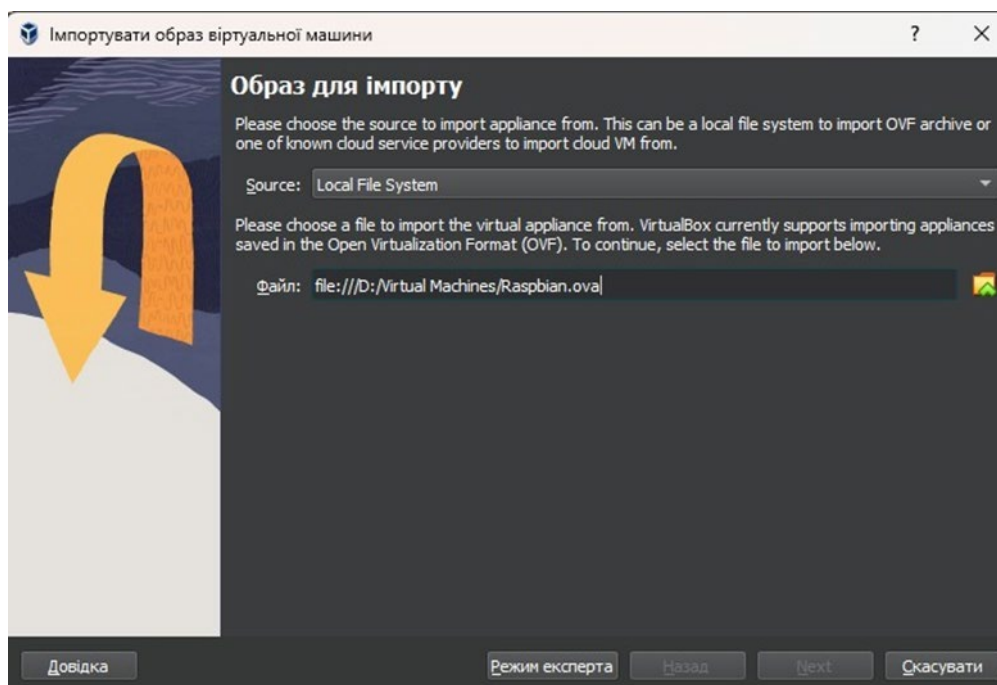 Імпортувати образ віртуальної машини
Образ для імпорту
Please choose the source to import appliance from. This can be a local file system to import OVF archive or
one of known cloud service providers to import cloud VM from.
Source: Local File System
Please choose a file to import the virtual appliance from. VirtualBox currently supports importing appliances
saved in the Open Virtualization Format (OVF). To continue, select the file to import below.
Файл: file:///D:/Virtual Machines/Raspbian.ova
Довідка Режим експерта Назад Next Скасувати